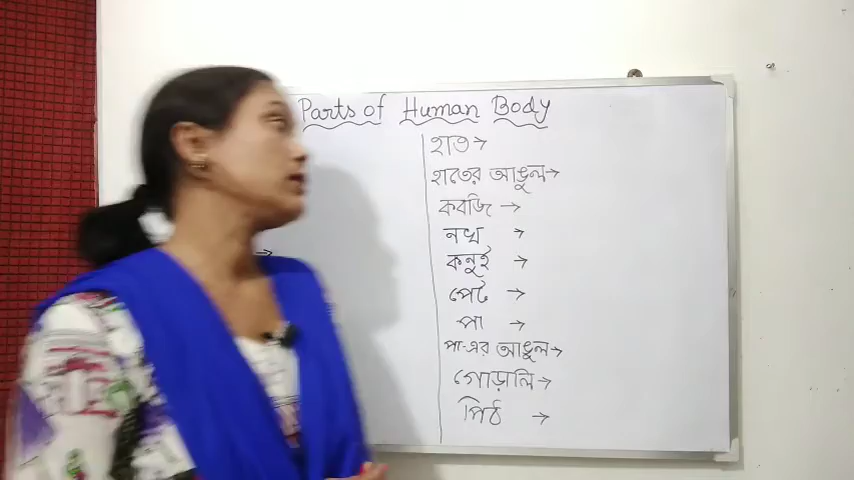 Parts of Human Body
হাত →
হাতের আঙুল →
কবজি →
নখ →
কনুই →
পেট →
পা →
পা-এর আঙুল →
গোড়ালি →
পিঠ →